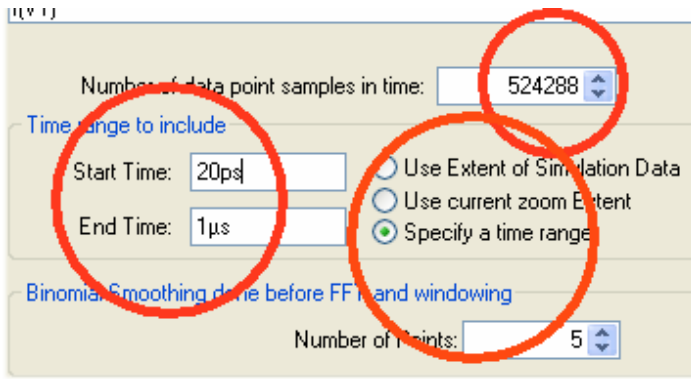 Number of data point samples in time: 524288
Time range to include
Start Time: 20ps
Use Extent of Simulation Data
Use current zoom Extent
End Time: 1µs
Specify a time range
Binomial Smoothing done before FFT and windowing
Number of Points: 5